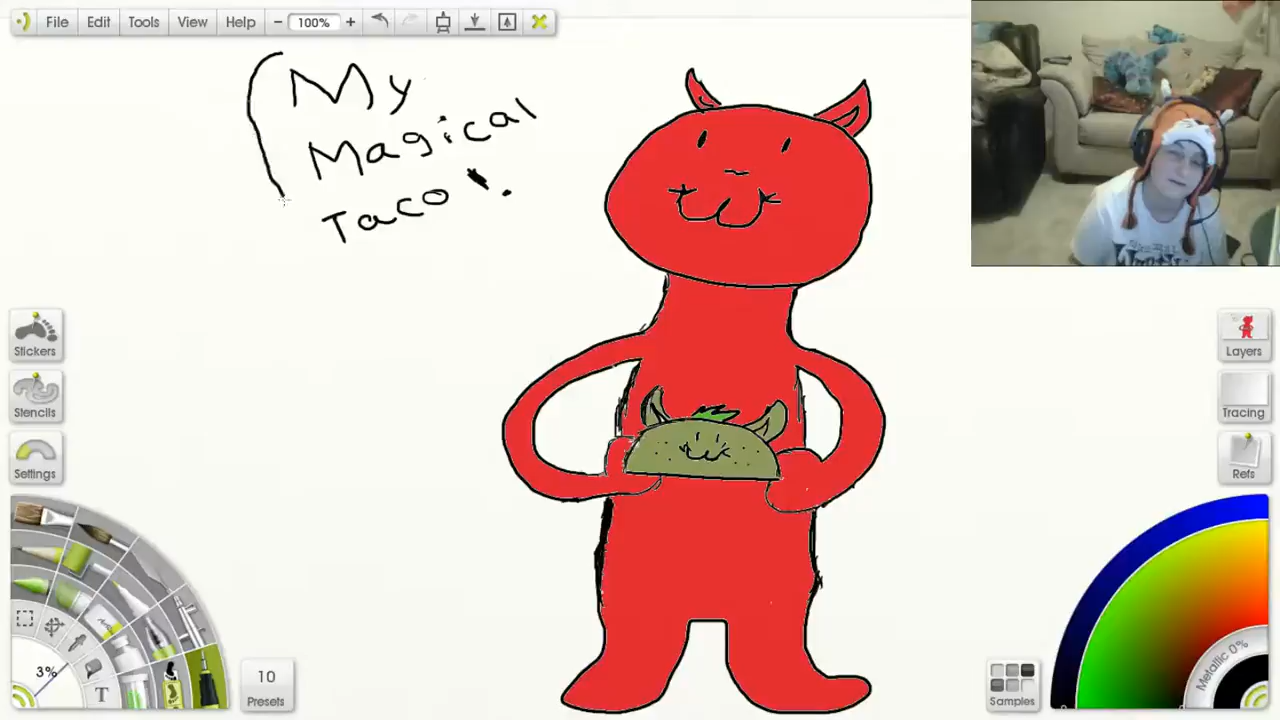 File Edit Tools View Help − 100% +
My
Magical
Taco!
Stickers
Stencils
Settings
3%
T
10
Presets
Layers
Tracing
Refs
Metallic 0%
Samples